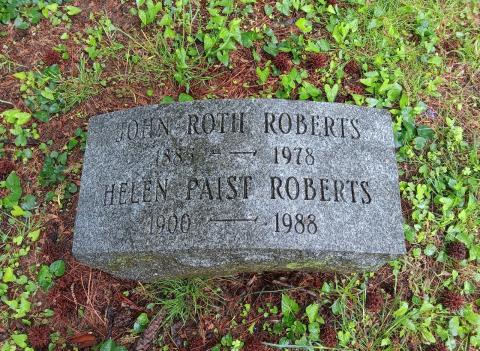 JOHN ROTH ROBERTS
1978
HELEN PAIST ROBERTS
1900 — 1988